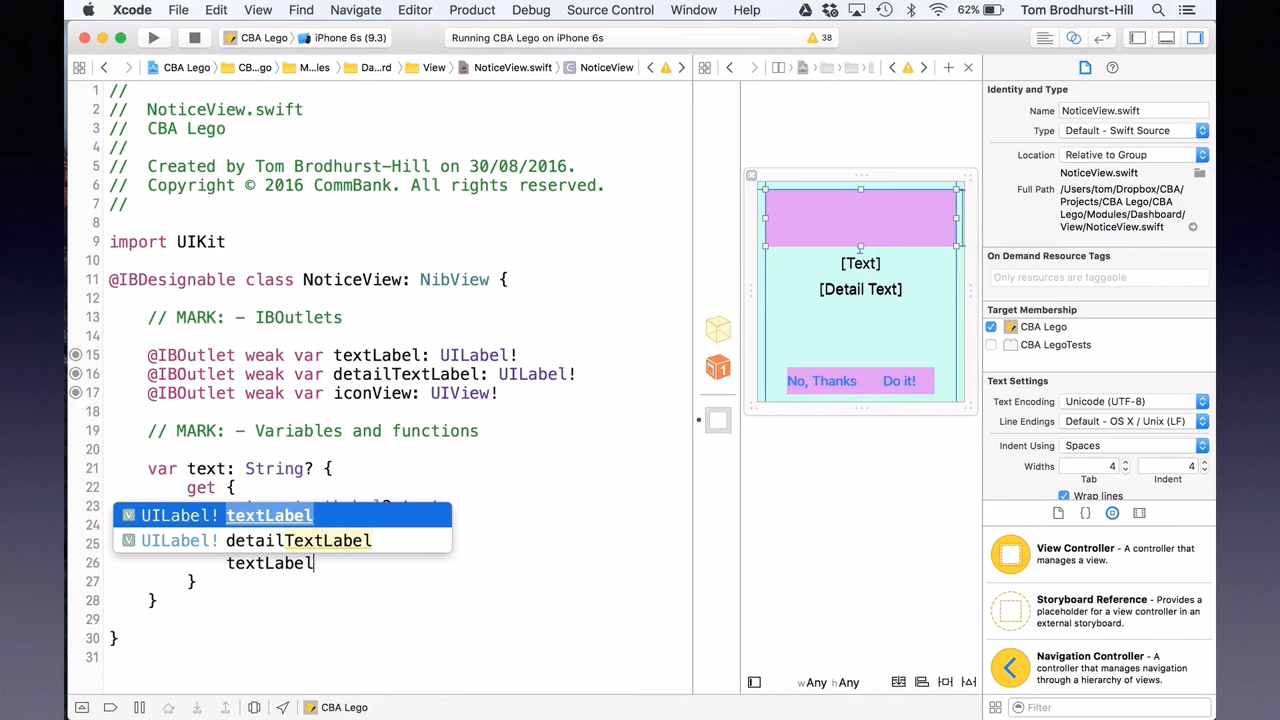 Xcode File Edit View Find Navigate Editor Product Debug Source Control Window Help 62% Tom Brodhurst-Hill
CBA Lego iPhone 6s (9.3) Running CBA Lego on iPhone 6s 38
CBA Lego CB...go M...les Da...rd View NoticeView.swift NoticeView
1 //
2 // NoticeView.swift
3 // CBA Lego
4 //
5 // Created by Tom Brodhurst-Hill on 30/08/2016.
6 // Copyright © 2016 CommBank. All rights reserved.
7 //
8
9 import UIKit
10
11 @IBDesignable class NoticeView: NibView {
12
13 // MARK: - IBOutlets
14
15 @IBOutlet weak var textLabel: UILabel!
16 @IBOutlet weak var detailTextLabel: UILabel!
17 @IBOutlet weak var iconView: UIView!
18
19 // MARK: - Variables and functions
20
21 var text: String? {
22 get {
23
UILabel! textLabel
24
UILabel! detailTextLabel
25
26 textLabel
27 }
28 }
29
30 }
31
[Text]
[Detail Text]
No, Thanks Do it!
1
wAny hAny
Identity and Type
Name NoticeView.swift
Type Default - Swift Source
Location Relative to Group
NoticeView.swift
Full Path /Users/tom/Dropbox/CBA/
Projects/CBA Lego/CBA
Lego/Modules/Dashboard/
View/NoticeView.swift
On Demand Resource Tags
Only resources are taggable
Target Membership
CBA Lego
CBA LegoTests
Text Settings
Text Encoding Unicode (UTF-8)
Line Endings Default - OS X / Unix (LF)
Indent Using Spaces
Widths 4 4
Tab Indent
Wrap lines
View Controller - A controller that
manages a view.
Storyboard Reference - Provides a
placeholder for a view controller in an
external storyboard.
Navigation Controller - A
controller that manages navigation
through a hierarchy of views.
CBA Lego
Filter